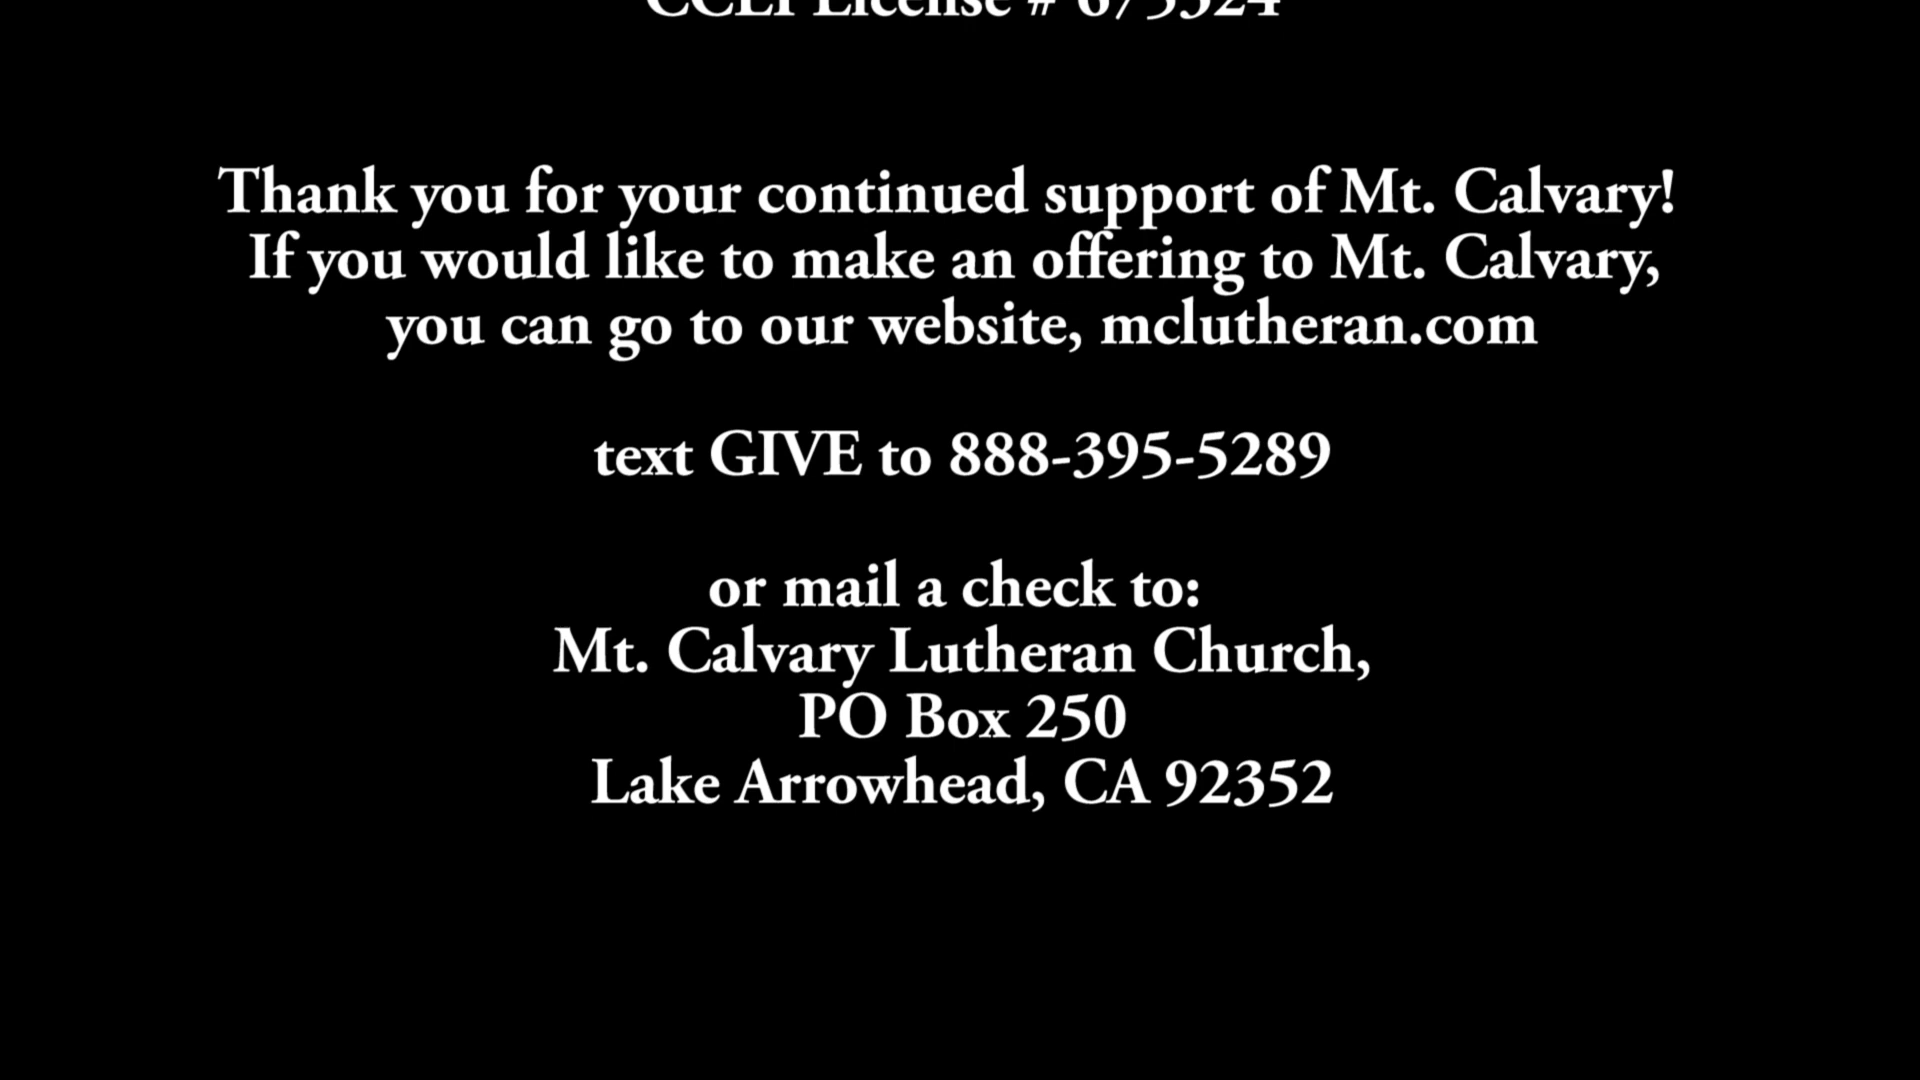 CCLI License #
Thank you for your continued support of Mt. Calvary!
If you would like to make an offering to Mt. Calvary,
you can go to our website, mclutheran.com
text GIVE to 888-395-5289
or mail a check to:
Mt. Calvary Lutheran Church,
PO Box 250
Lake Arrowhead, CA 92352